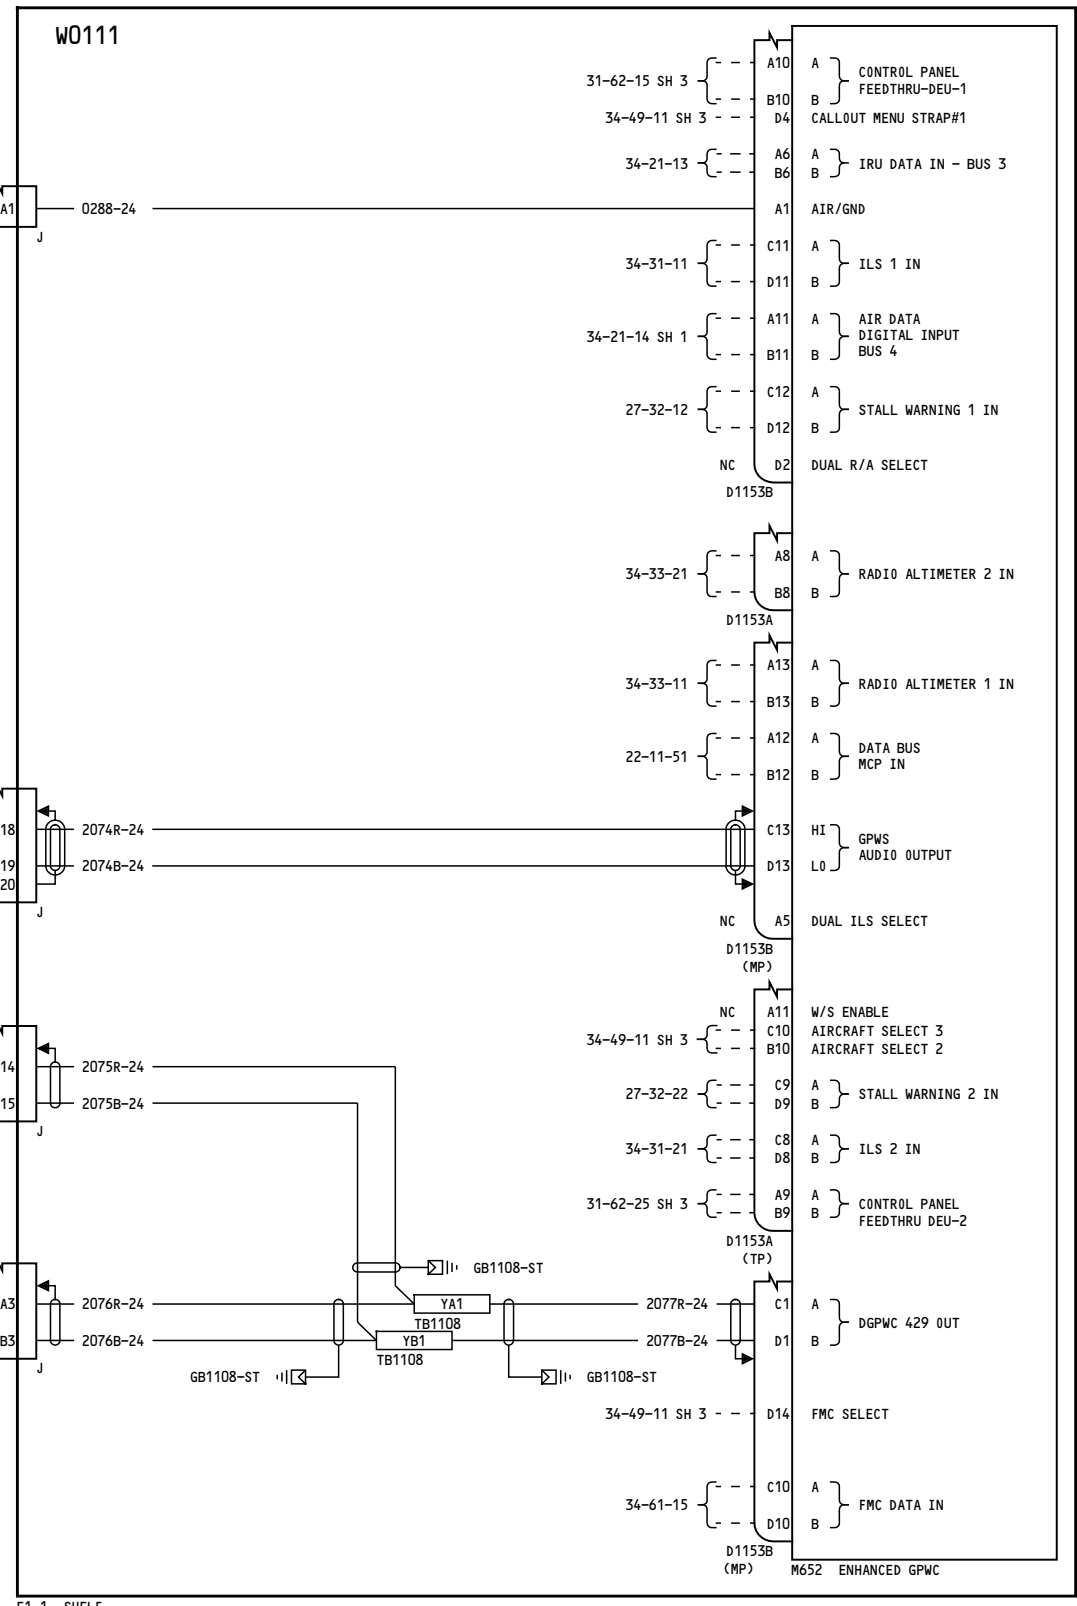 W0111
A10 A
31-62-15 SH 3 CONTROL PANEL
FEEDTHRU-DEU-1
B10 B
34-49-11 SH 3 D4 CALLOUT MENU STRAP#1
A6 A
34-21-13 IRU DATA IN - BUS 3
B6 B
A1 0288-24 A1 AIR/GND
J
C11 A
34-31-11 ILS 1 IN
D11 B
A11 A AIR DATA
34-21-14 SH 1 DIGITAL INPUT
B11 B BUS 4
C12 A
27-32-12 STALL WARNING 1 IN
D12 B
NC D2 DUAL R/A SELECT
D1153B
A8 A
34-33-21 RADIO ALTIMETER 2 IN
B8 B
D1153A
A13 A
34-33-11 RADIO ALTIMETER 1 IN
B13 B
A12 A DATA BUS
22-11-51 MCP IN
B12 B
18 2074R-24 C13 HI GPWS
AUDIO OUTPUT
19 2074B-24 D13 LO
20
J
NC A5 DUAL ILS SELECT
D1153B
(MP)
NC A11 W/S ENABLE
C10 AIRCRAFT SELECT 3
34-49-11 SH 3
B10 AIRCRAFT SELECT 2
14 2075R-24
C9 A
27-32-22 STALL WARNING 2 IN
15 2075B-24 D9 B
J
C8 A
34-31-21 ILS 2 IN
D8 B
A9 A
31-62-25 SH 3 CONTROL PANEL
B9 B FEEDTHRU DEU-2
D1153A
(TP)
GB1108-ST
A3 2076R-24 YA1 2077R-24 C1 A
TB1108 DGPWC 429 OUT
B3 2076B-24 YB1 2077B-24 D1 B
TB1108
J
GB1108-ST GB1108-ST
34-49-11 SH 3 D14 FMC SELECT
C10 A
34-61-15 FMC DATA IN
D10 B
D1153B
(MP) M652 ENHANCED GPWC